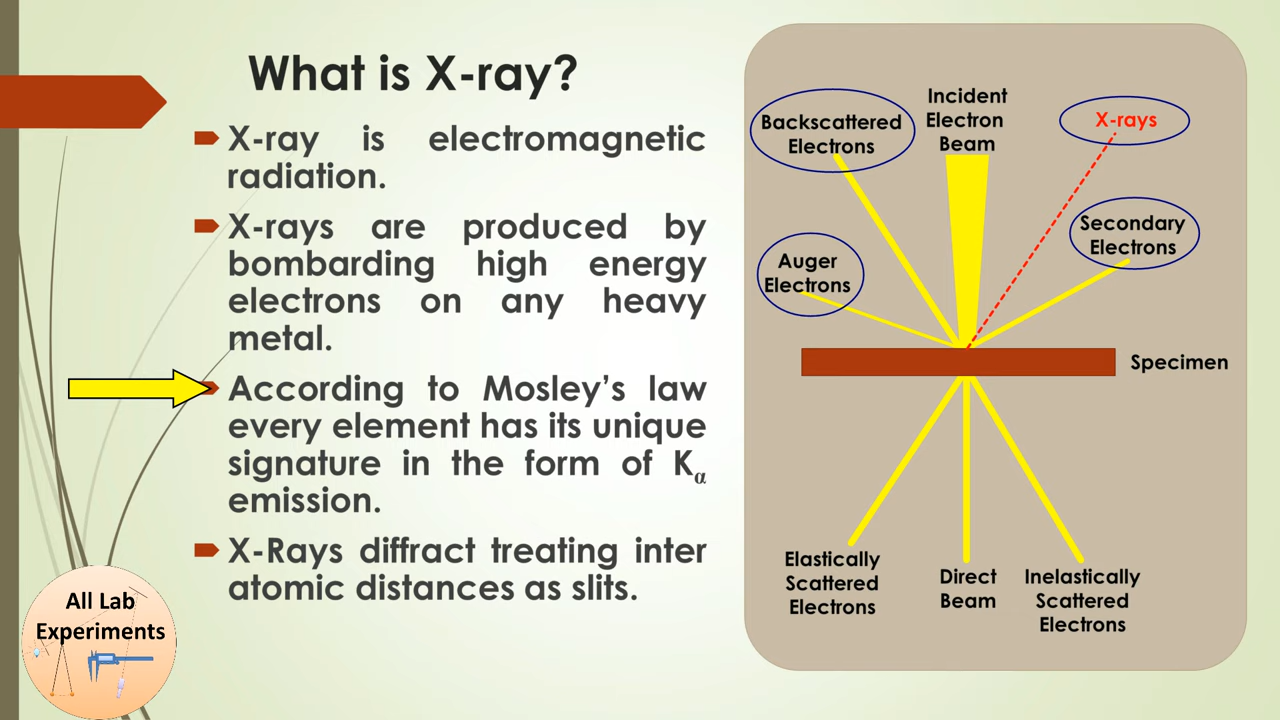 What is X-ray?
X-ray is electromagnetic
radiation.
X-rays are produced by
bombarding high energy
electrons on any heavy
metal.
According to Mosley's law
every element has its unique
signature in the form of Kα
emission.
X-Rays diffract treating inter
atomic distances as slits.
All Lab
Experiments
Backscattered
Electrons
Incident
Electron
Beam
X-rays
Auger
Electrons
Secondary
Electrons
Specimen
Elastically
Scattered
Electrons
Direct
Beam
Inelastically
Scattered
Electrons